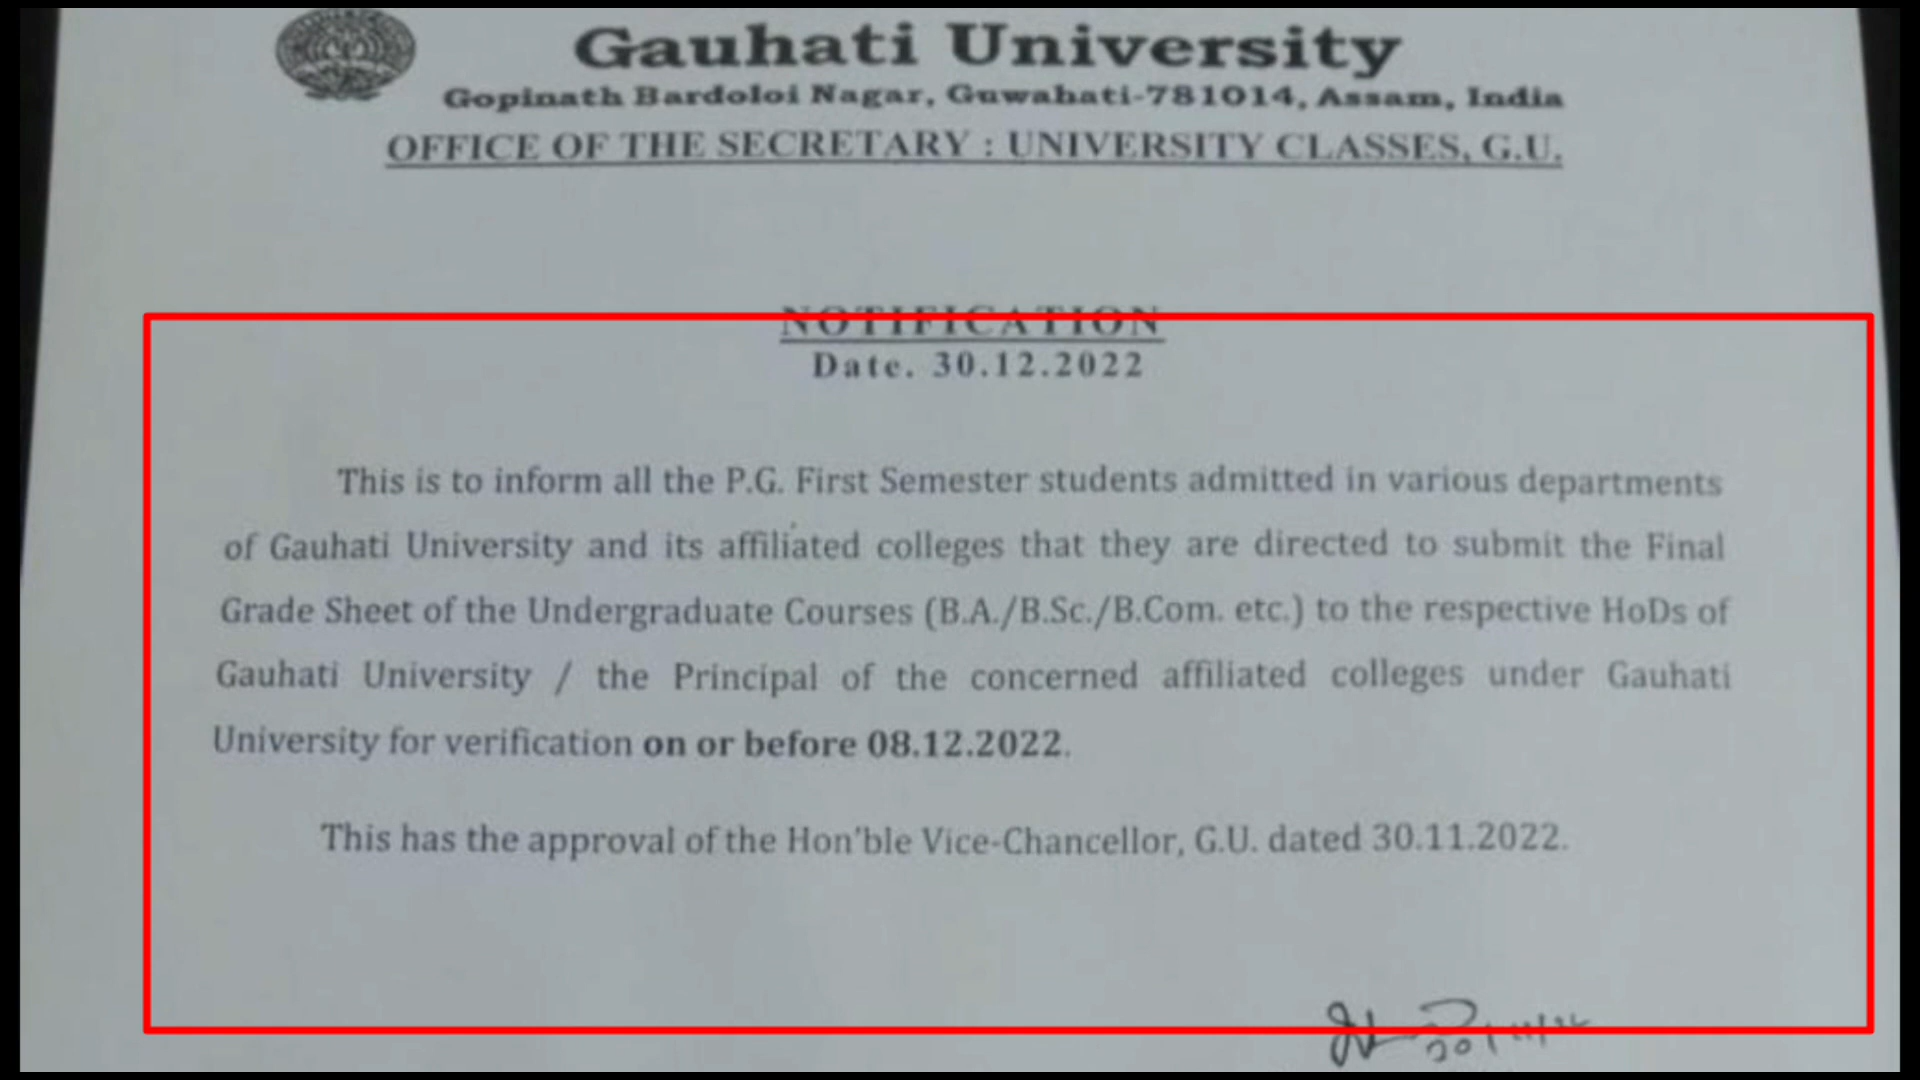 Gauhati University
Gopinath Bardoloi Nagar, Guwahati-781014, Assam, India
OFFICE OF THE SECRETARY : UNIVERSITY CLASSES, G.U.
NOTIFICATION
Date. 30.12.2022
This is to inform all the P.G. First Semester students admitted in various departments
of Gauhati University and its affiliated colleges that they are directed to submit the Final
Grade Sheet of the Undergraduate Courses (B.A./B.Sc./B.Com. etc.) to the respective HoDs of
Gauhati University / the Principal of the concerned affiliated colleges under Gauhati
University for verification on or before 08.12.2022.
This has the approval of the Hon'ble Vice-Chancellor, G.U. dated 30.11.2022.